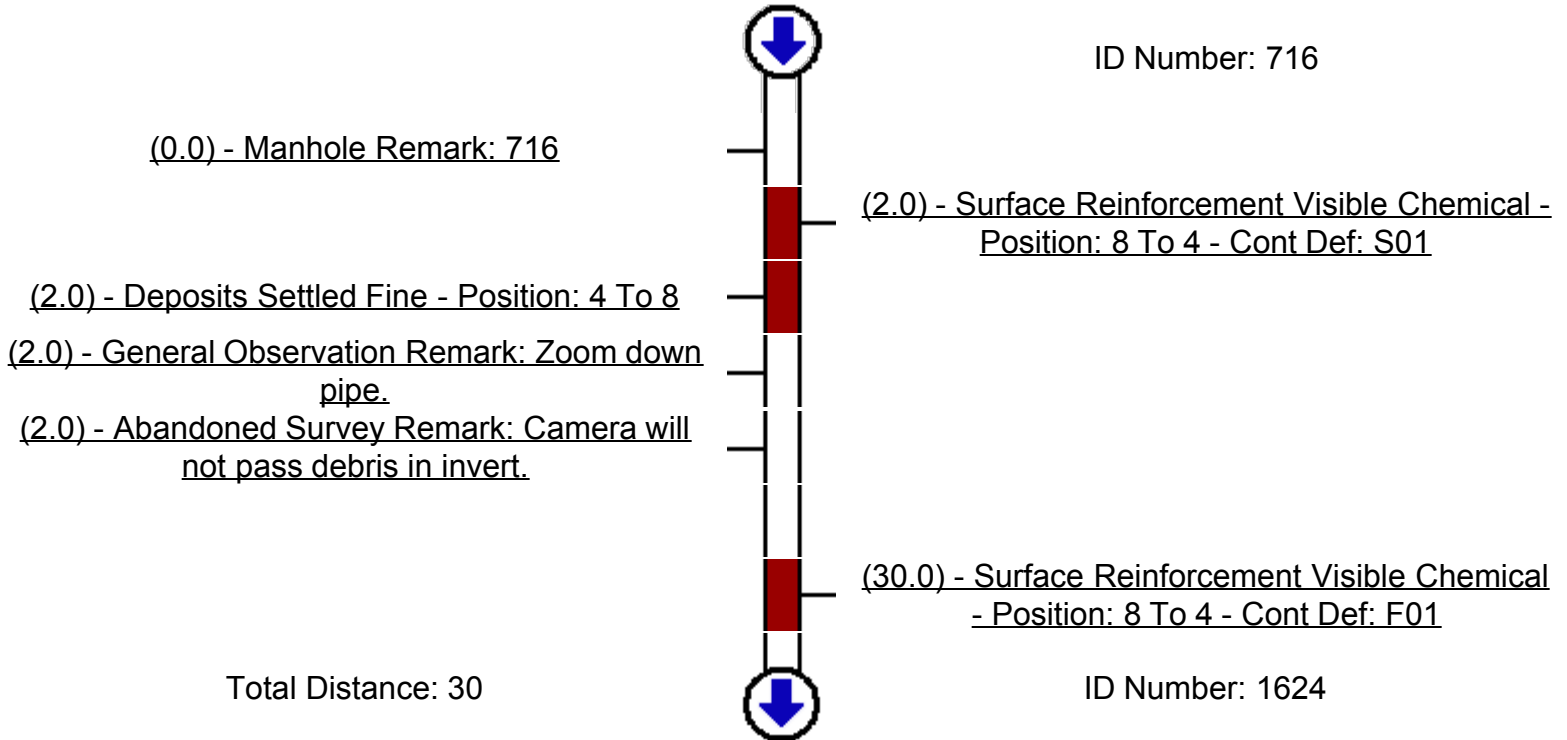 ID Number: 716
(0.0) - Manhole Remark: 716
(2.0) - Surface Reinforcement Visible Chemical -
Position: 8 To 4 - Cont Def: S01
(2.0) - Deposits Settled Fine - Position: 4 To 8
(2.0) - General Observation Remark: Zoom down
pipe.
(2.0) - Abandoned Survey Remark: Camera will
not pass debris in invert.
(30.0) - Surface Reinforcement Visible Chemical
- Position: 8 To 4 - Cont Def: F01
Total Distance: 30
ID Number: 1624